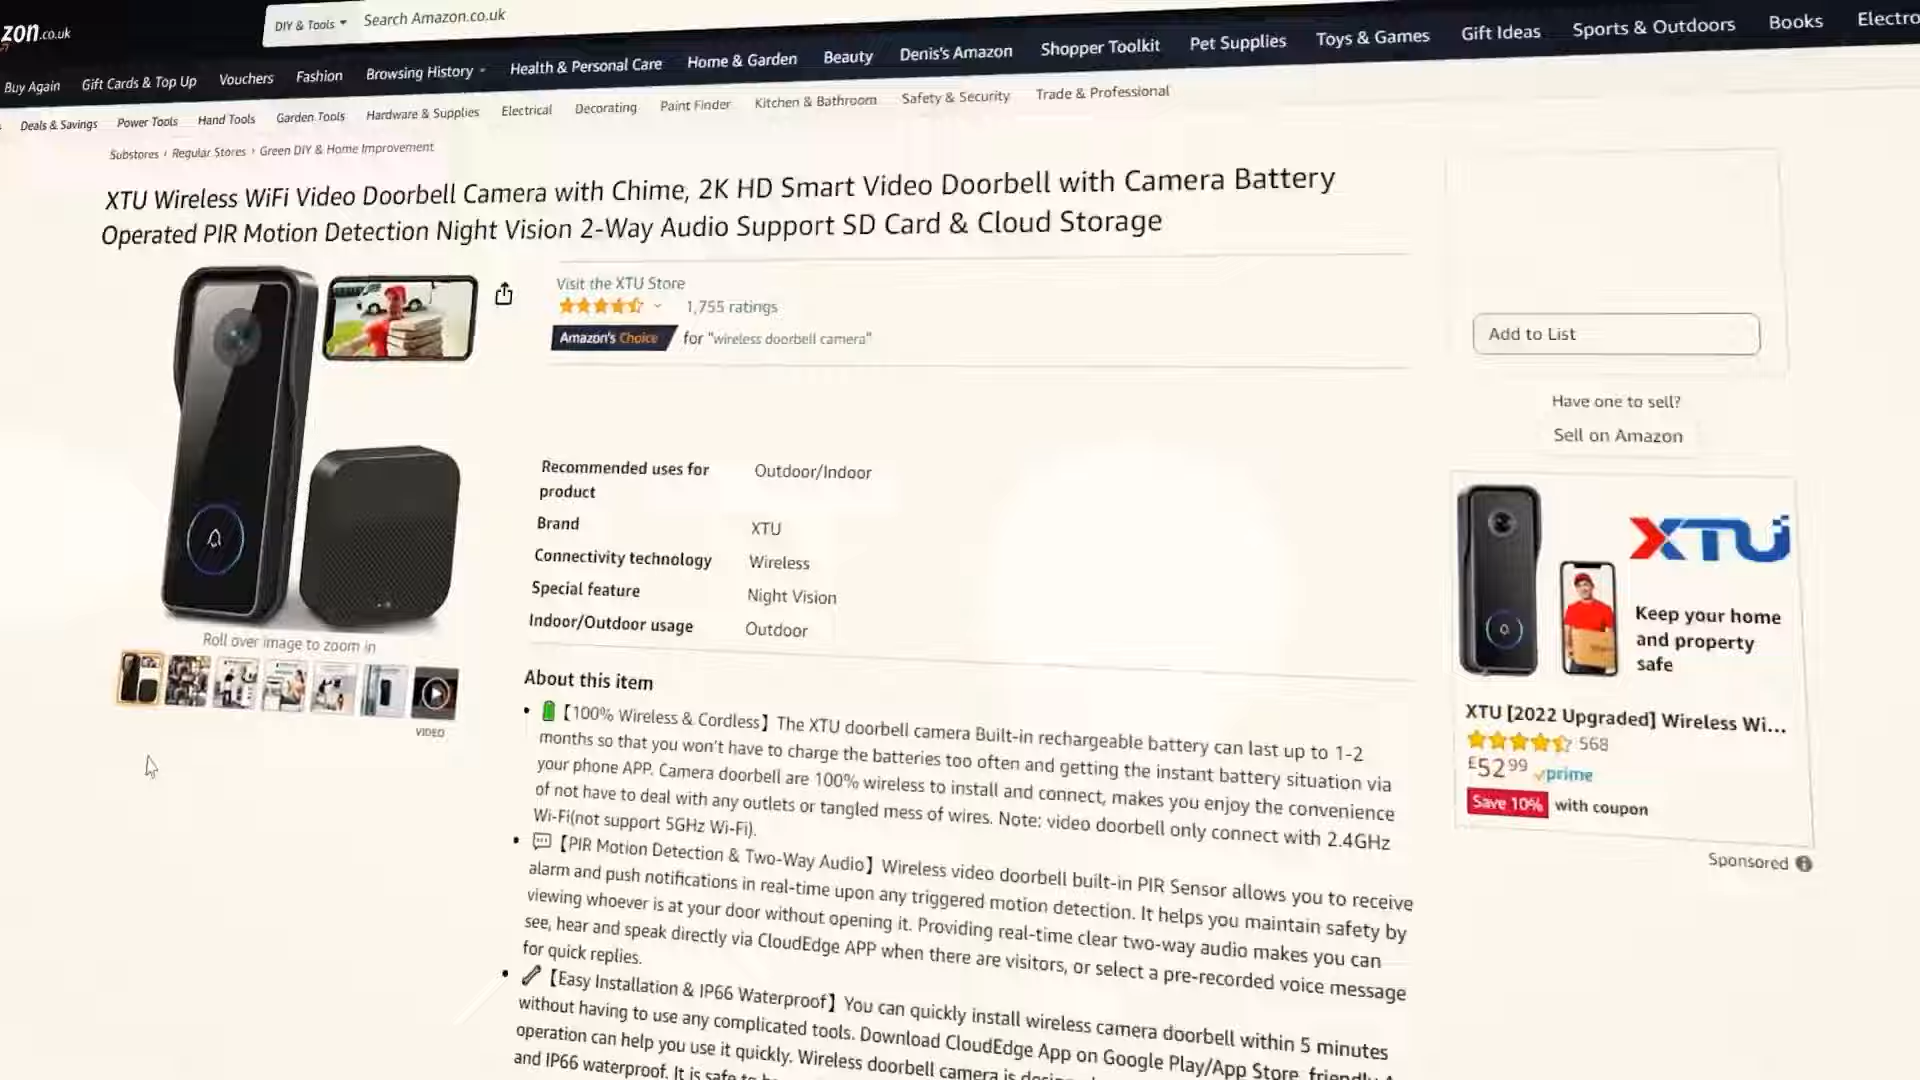 zon.co.uk
DIY & Tools
Search Amazon.co.uk
Buy Again Gift Cards & Top Up Vouchers Fashion Browsing History Health & Personal Care Home & Garden Beauty Denis's Amazon Shopper Toolkit Pet Supplies Toys & Games Gift Ideas Sports & Outdoors Books Electro
Deals & Savings Power Tools Hand Tools Garden Tools Hardware & Supplies Electrical Decorating Paint Finder Kitchen & Bathroom Safety & Security Trade & Professional
Substores › Regular Stores › Green DIY & Home Improvement
XTU Wireless WiFi Video Doorbell Camera with Chime, 2K HD Smart Video Doorbell with Camera Battery
Operated PIR Motion Detection Night Vision 2-Way Audio Support SD Card & Cloud Storage
Visit the XTU Store
1,755 ratings
Amazon's Choice for "wireless doorbell camera"
Recommended uses for product Outdoor/Indoor
Brand XTU
Connectivity technology Wireless
Special feature Night Vision
Indoor/Outdoor usage Outdoor
Roll over image to zoom in
VIDEO
About this item
• 【100% Wireless & Cordless】The XTU doorbell camera Built-in rechargeable battery can last up to 1-2
months so that you won't have to charge the batteries too often and getting the instant battery situation via
your phone APP. Camera doorbell are 100% wireless to install and connect, makes you enjoy the convenience
of not have to deal with any outlets or tangled mess of wires. Note: video doorbell only connect with 2.4GHz
Wi-Fi(not support 5GHz Wi-Fi).
• 【PIR Motion Detection & Two-Way Audio】Wireless video doorbell built-in PIR Sensor allows you to receive
alarm and push notifications in real-time upon any triggered motion detection. It helps you maintain safety by
viewing whoever is at your door without opening it. Providing real-time clear two-way audio makes you can
see, hear and speak directly via CloudEdge APP when there are visitors, or select a pre-recorded voice message
for quick replies.
• 【Easy Installation & IP66 Waterproof】You can quickly install wireless camera doorbell within 5 minutes
without having to use any complicated tools. Download CloudEdge App on Google Play/App Store, friendly
operation can help you use it quickly. Wireless doorbell camera is
and IP66 waterproof. It is safe to
Add to List
Have one to sell?
Sell on Amazon
XTU
Keep your home
and property
safe
XTU [2022 Upgraded] Wireless Wi...
568
£52.99 prime
Save 10% with coupon
Sponsored